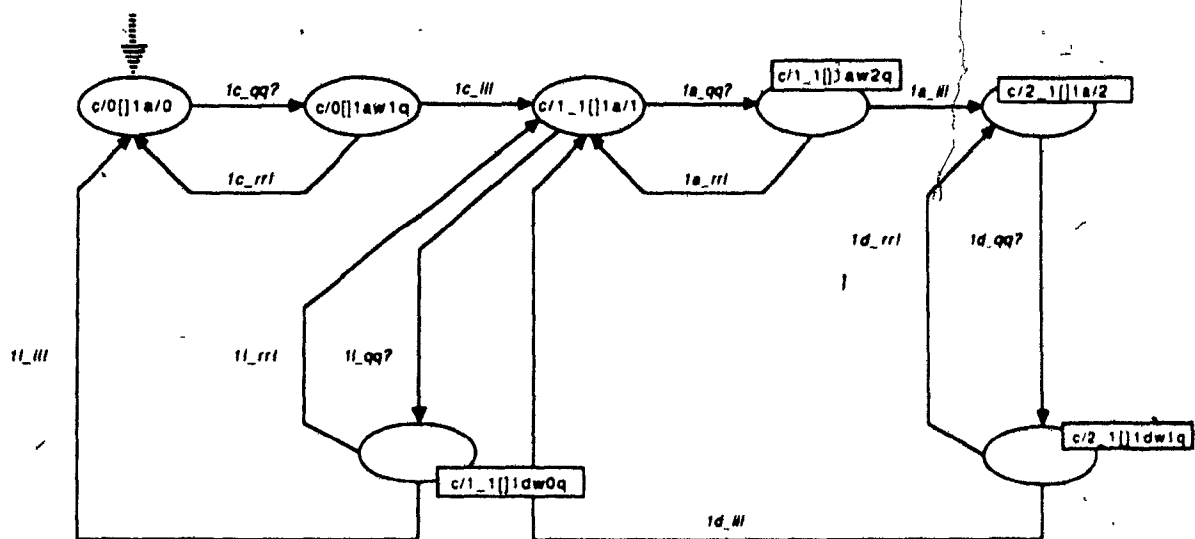 c/1_1[]1aw2q
1c_qq?
1c_lll
1a_qq?
1a_lll
c/2_1[]1a/2
c/0[]1a/0
c/0[]1aw1q
c/1_1[]1a/1
1c_rrl
1a_rrl
1d_rrl
1d_qq?
1l_lll
1l_rrl
1l_qq?
c/2_1[]1dw1q
c/1_1[]1dw0q
1d_lll